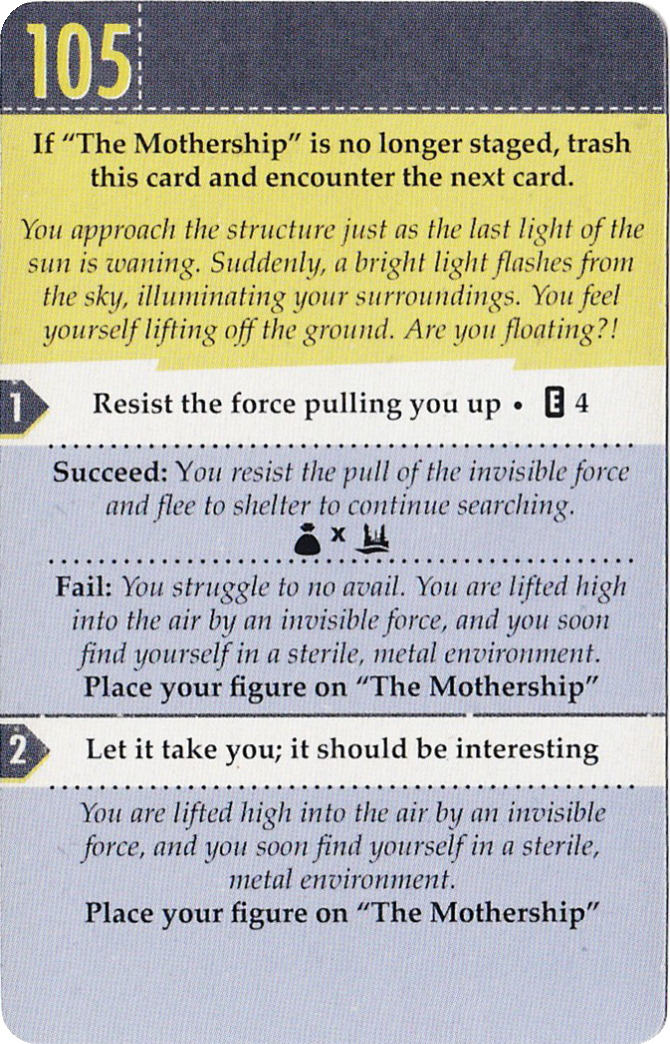 105
If “The Mothership” is no longer staged, trash
this card and encounter the next card.
You approach the structure just as the last light of the
sun is waning. Suddenly, a bright light flashes from
the sky, illuminating your surroundings. You feel
yourself lifting off the ground. Are you floating?!
1 Resist the force pulling you up • E 4
Succeed: You resist the pull of the invisible force
and flee to shelter to continue searching.
x
Fail: You struggle to no avail. You are lifted high
into the air by an invisible force, and you soon
find yourself in a sterile, metal environment.
Place your figure on “The Mothership”
2 Let it take you; it should be interesting
You are lifted high into the air by an invisible
force, and you soon find yourself in a sterile,
metal environment.
Place your figure on “The Mothership”